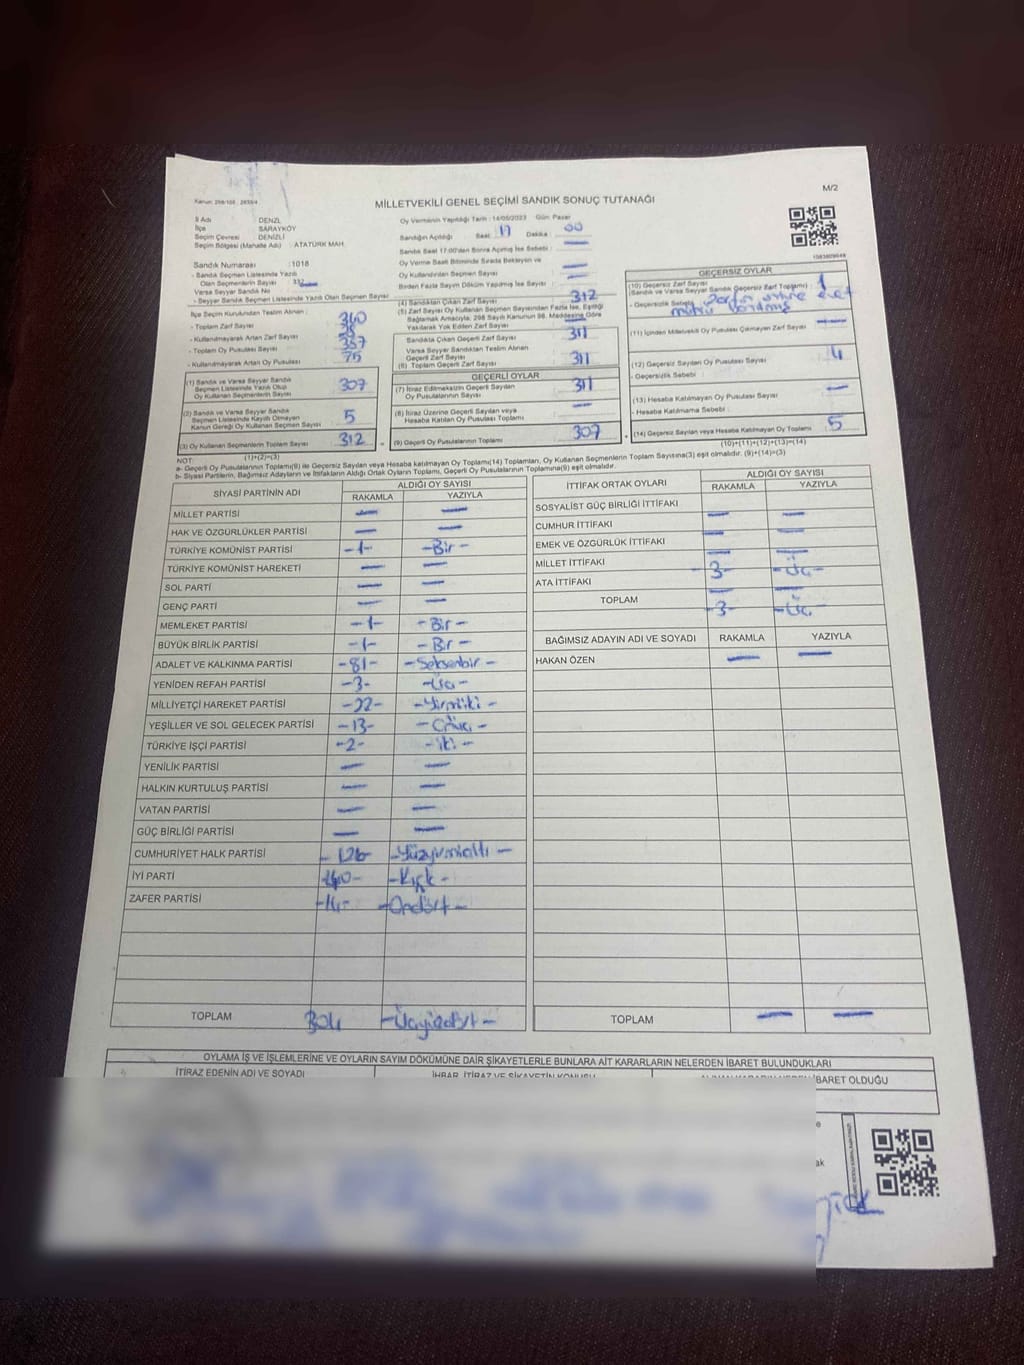 M/2
Kanun: 298/105 , 2839/4
MİLLETVEKİLİ GENEL SEÇİMİ SANDIK SONUÇ TUTANAĞI
İl Adı : DENİZLİ
İlçe : SARAYKÖY
Seçim Çevresi : DENİZLİ
Seçim Bölgesi (Mahalle Adı) : ATATÜRK MAH.
Sandık Numarası : 1018
- Sandık Seçmen Listesinde Yazılı
Olan Seçmenlerin Sayısı :
Varsa Seyyar Sandık No
- Seyyar Sandık Seçmen Listesinde Yazılı Olan Seçmen Sayısı
İlçe Seçim Kurulundan Teslim Alınan ;
- Toplam Zarf Sayısı 360
- Kullanılmayarak Artan Zarf Sayısı
- Toplam Oy Pusulası Sayısı 387
- Kullanılmayarak Artan Oy Pusulası 75
(1) Sandık ve Varsa Seyyar Sandık
Seçmen Listesinde Yazılı Olup
Oy Kullanan Seçmenlerin Sayısı 307
(2) Sandık ve Varsa Seyyar Sandık
Seçmen Listesinde Kayıtlı Olmayan
Kanun Gereği Oy Kullanan Seçmen Sayısı 5
(3) Oy Kullanan Seçmenlerin Toplam Sayısı 312
(1)+(2)=(3)
Oy Vermenin Yapıldığı Tarih : 14/05/2023 Gün Pazar
Sandığın Açıldığı : Saat : 17 Dakika : 00
Sandık Saat 17:00'den Sonra Açılmış İse Sebebi : —
Oy Verme Saati Bitiminde Sırada Bekleyen ve
Oy Kullandırılan Seçmen Sayısı : —
Birden Fazla Sayım Döküm Yapılmış İse Sayısı : —
(4) Sandıktan Çıkan Zarf Sayısı 312
(5) Zarf Sayısı Oy Kullanan Seçmen Sayısından Fazla İse, Eşitliği
Sağlamak Amacıyla, 298 Sayılı Kanunun 98. Maddesine Göre
Yakılarak Yok Edilen Zarf Sayısı —
Sandıkta Çıkan Geçerli Zarf Sayısı 311
Varsa Seyyar Sandıktan Teslim Alınan
Geçerli Zarf Sayısı
(6) Toplam Geçerli Zarf Sayısı 311
GEÇERLİ OYLAR
(7) İtiraz Edilmeksizin Geçerli Sayılan
Oy Pusulalarının Sayısı 311
(8) İtiraz Üzerine Geçerli Sayılan veya
Hesaba Katılan Oy Pusulası Toplamı —
(9) Geçerli Oy Pusulalarının Toplamı 307
GEÇERSİZ OYLAR
(10) Geçersiz Zarf Sayısı
(Sandık ve Varsa Seyyar Sandık Geçersiz Zarf Toplamı) : 1
- Geçersizlik Sebebi : Zarfın üstüne evet
mührü
(11) İçinden Milletvekili Oy Pusulası Çıkmayan Zarf Sayısı —
(12) Geçersiz Sayılan Oy Pusulası Sayısı 4
- Geçersizlik Sebebi :
(13) Hesaba Katılmayan Oy Pusulası Sayısı —
- Hesaba Katılmama Sebebi :
(14) Geçersiz Sayılan veya Hesaba Katılmayan Oy Toplamı 5
(10)+(11)+(12)+(13)=(14)
NOT:
a- Geçerli Oy Pusulalarının Toplamı(9) ile Geçersiz Sayılan veya Hesaba katılmayan Oy Toplamı(14) Toplamları, Oy Kullanan Seçmenlerin Toplam Sayısına(3) eşit olmalıdır. (9)+(14)=(3)
b- Siyasi Partilerin, Bağımsız Adayların ve İttifakların Aldığı Ortak Oyların Toplamı, Geçerli Oy Pusulalarının Toplamına(9) eşit olmalıdır.
SİYASİ PARTİNİN ADI ALDIĞI OY SAYISI
RAKAMLA YAZIYLA
MİLLET PARTİSİ — —
HAK VE ÖZGÜRLÜKLER PARTİSİ — —
TÜRKİYE KOMÜNİST PARTİSİ -1- -Bir-
TÜRKİYE KOMÜNİST HAREKETİ — —
SOL PARTİ — —
GENÇ PARTİ — —
MEMLEKET PARTİSİ -1- -Bir-
BÜYÜK BİRLİK PARTİSİ -1- -Bir-
ADALET VE KALKINMA PARTİSİ -81- -Seksenbir-
YENİDEN REFAH PARTİSİ -3- -Üç-
MİLLİYETÇİ HAREKET PARTİSİ -22- -Yirmiiki-
YEŞİLLER VE SOL GELECEK PARTİSİ -13- -Onüç-
TÜRKİYE İŞÇİ PARTİSİ -2- -iki-
YENİLİK PARTİSİ — —
HALKIN KURTULUŞ PARTİSİ — —
VATAN PARTİSİ — —
GÜÇ BİRLİĞİ PARTİSİ — —
CUMHURİYET HALK PARTİSİ -126- -Yüzyirmialtı-
İYİ PARTİ -40- -Kırk-
ZAFER PARTİSİ -14- -Ondört-
TOPLAM 304 -Üçyüzdört-
İTTİFAK ORTAK OYLARI ALDIĞI OY SAYISI
RAKAMLA YAZIYLA
SOSYALİST GÜÇ BİRLİĞİ İTTİFAKI — —
CUMHUR İTTİFAKI — —
EMEK VE ÖZGÜRLÜK İTTİFAKI — —
MİLLET İTTİFAKI -3- -Üç-
ATA İTTİFAKI — —
TOPLAM -3- -Üç-
BAĞIMSIZ ADAYIN ADI VE SOYADI RAKAMLA YAZIYLA
HAKAN ÖZEN — —
TOPLAM — —
OYLAMA İŞ VE İŞLEMLERİNE VE OYLARIN SAYIM DÖKÜMÜNE DAİR ŞİKAYETLERLE BUNLARA AİT KARARLARIN NELERDEN İBARET BULUNDUKLARI
İTİRAZ EDENİN ADI VE SOYADI İHBAR, İTİRAZ VE ŞİKAYETİN KONUSU İBARET OLDUĞU